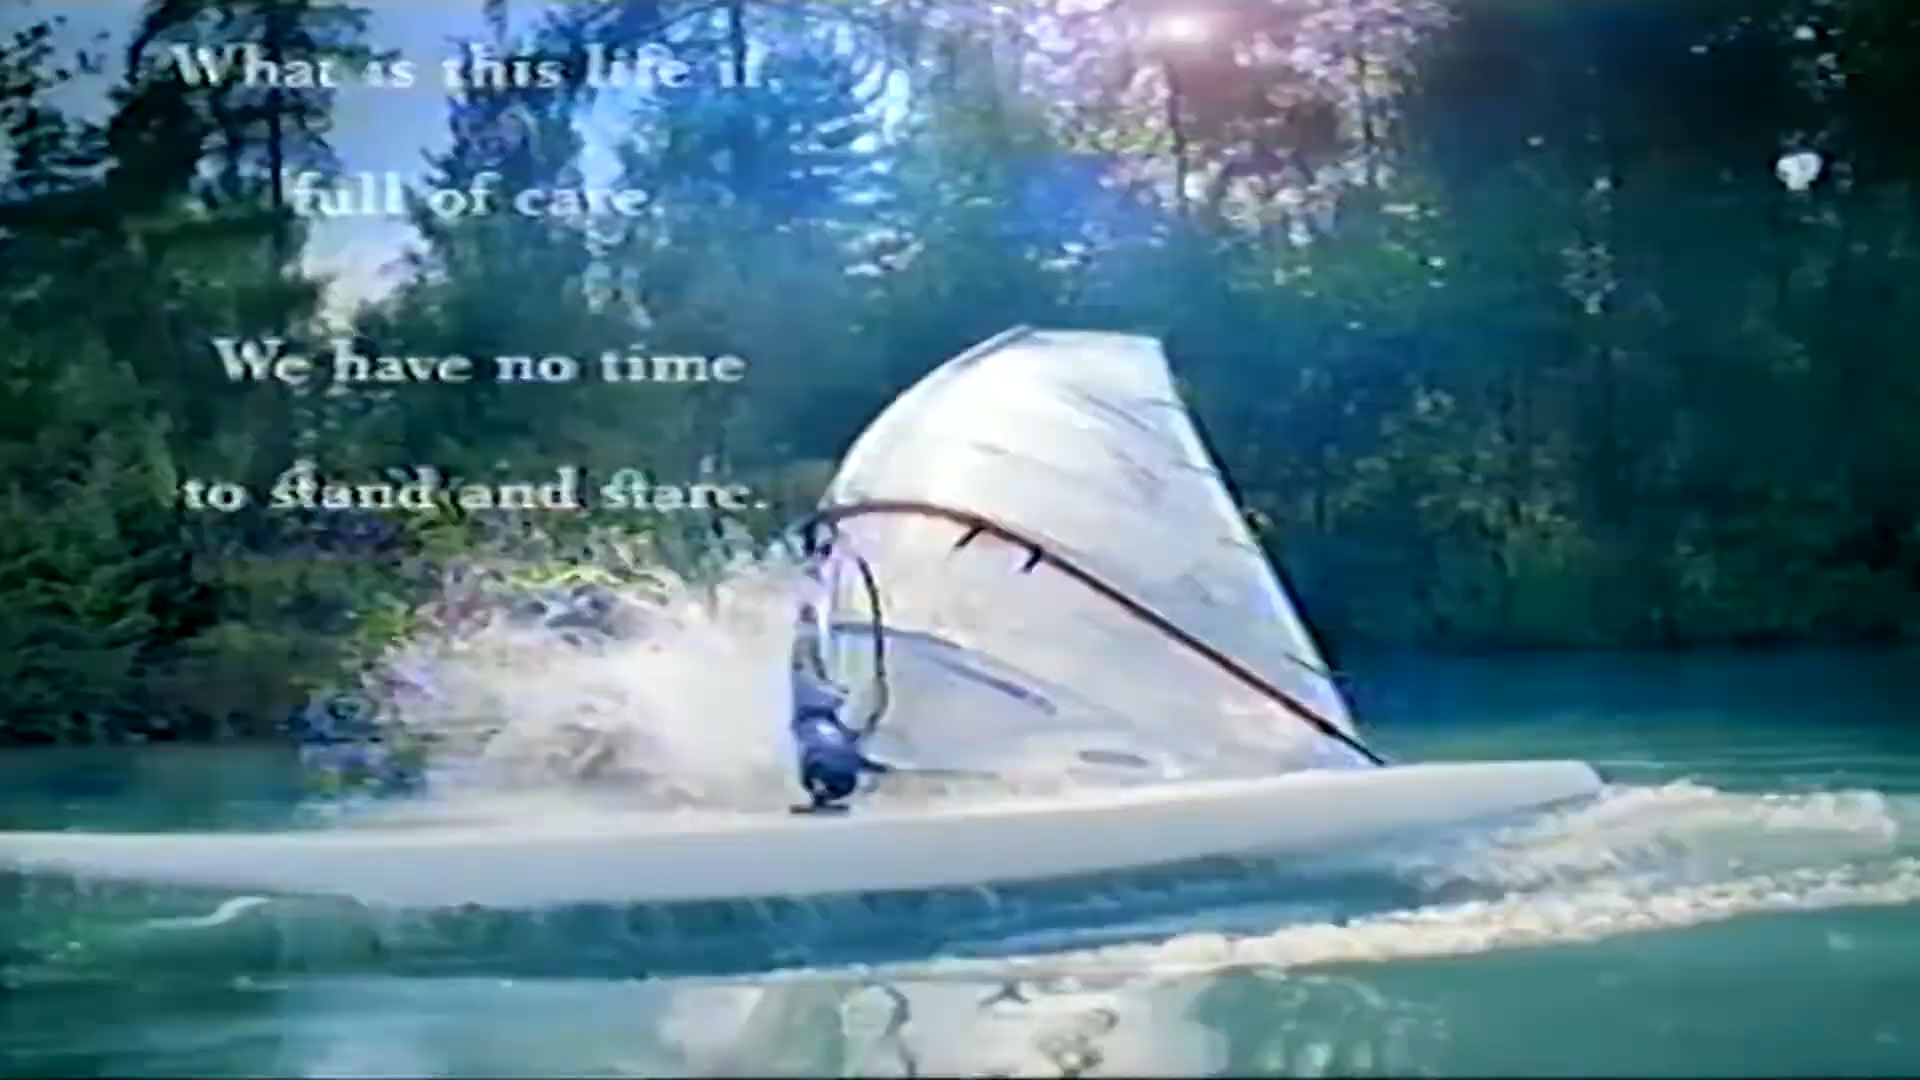 What is this life if,
full of care,
We have no time
to stand and stare.